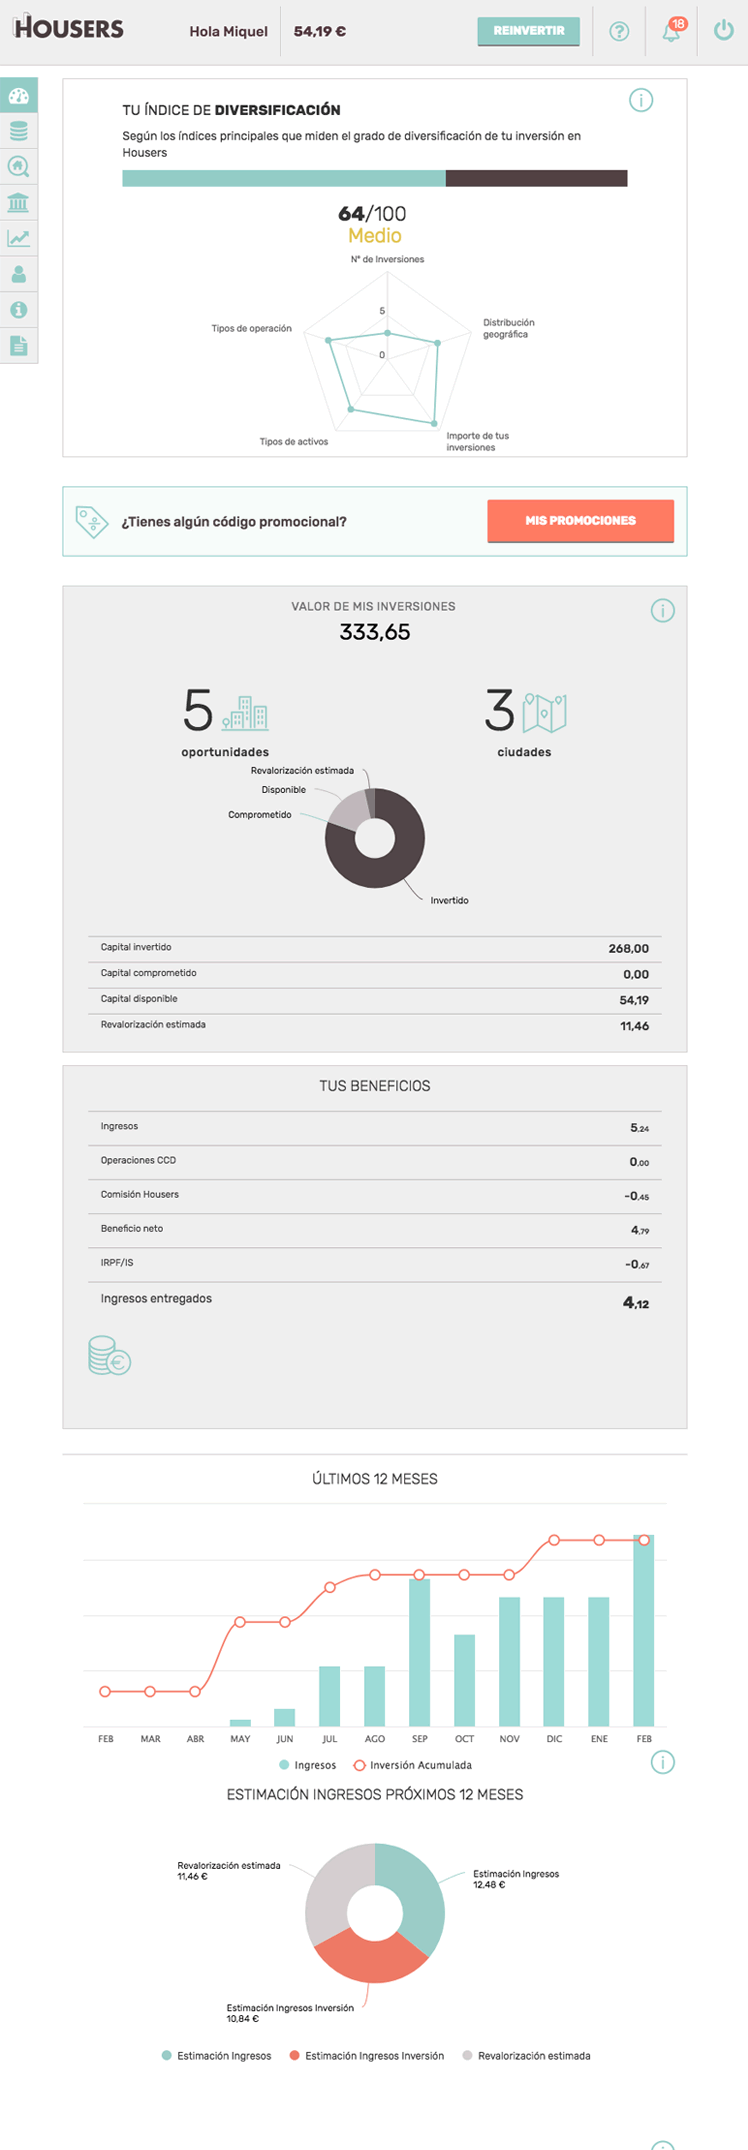 HOUSERS
Hola Miquel
54,19 €
REINVERTIR
18
TU ÍNDICE DE DIVERSIFICACIÓN
Según los índices principales que miden el grado de diversificación de tu inversión en
Housers
64/100
Medio
Nº de Inversiones
Tipos de operación
5
Distribución
geográfica
0
Tipos de activos
Importe de tus
inversiones
¿Tienes algún código promocional?
MIS PROMOCIONES
VALOR DE MIS INVERSIONES
333,65
5
3
oportunidades
ciudades
Revalorización estimada
Disponible
Comprometido
Invertido
Capital invertido 268,00
Capital comprometido 0,00
Capital disponible 54,19
Revalorización estimada 11,46
TUS BENEFICIOS
Ingresos 5,24
Operaciones CCD 0,00
Comisión Housers -0,45
Beneficio neto 4,79
IRPF/IS -0,67
Ingresos entregados 4,12
ÚLTIMOS 12 MESES
FEB MAR ABR MAY JUN JUL AGO SEP OCT NOV DIC ENE FEB
Ingresos Inversión Acumulada
ESTIMACIÓN INGRESOS PRÓXIMOS 12 MESES
Revalorización estimada
11,46 €
Estimación Ingresos
12,48 €
Estimación Ingresos Inversión
10,84 €
Estimación Ingresos Estimación Ingresos Inversión Revalorización estimada